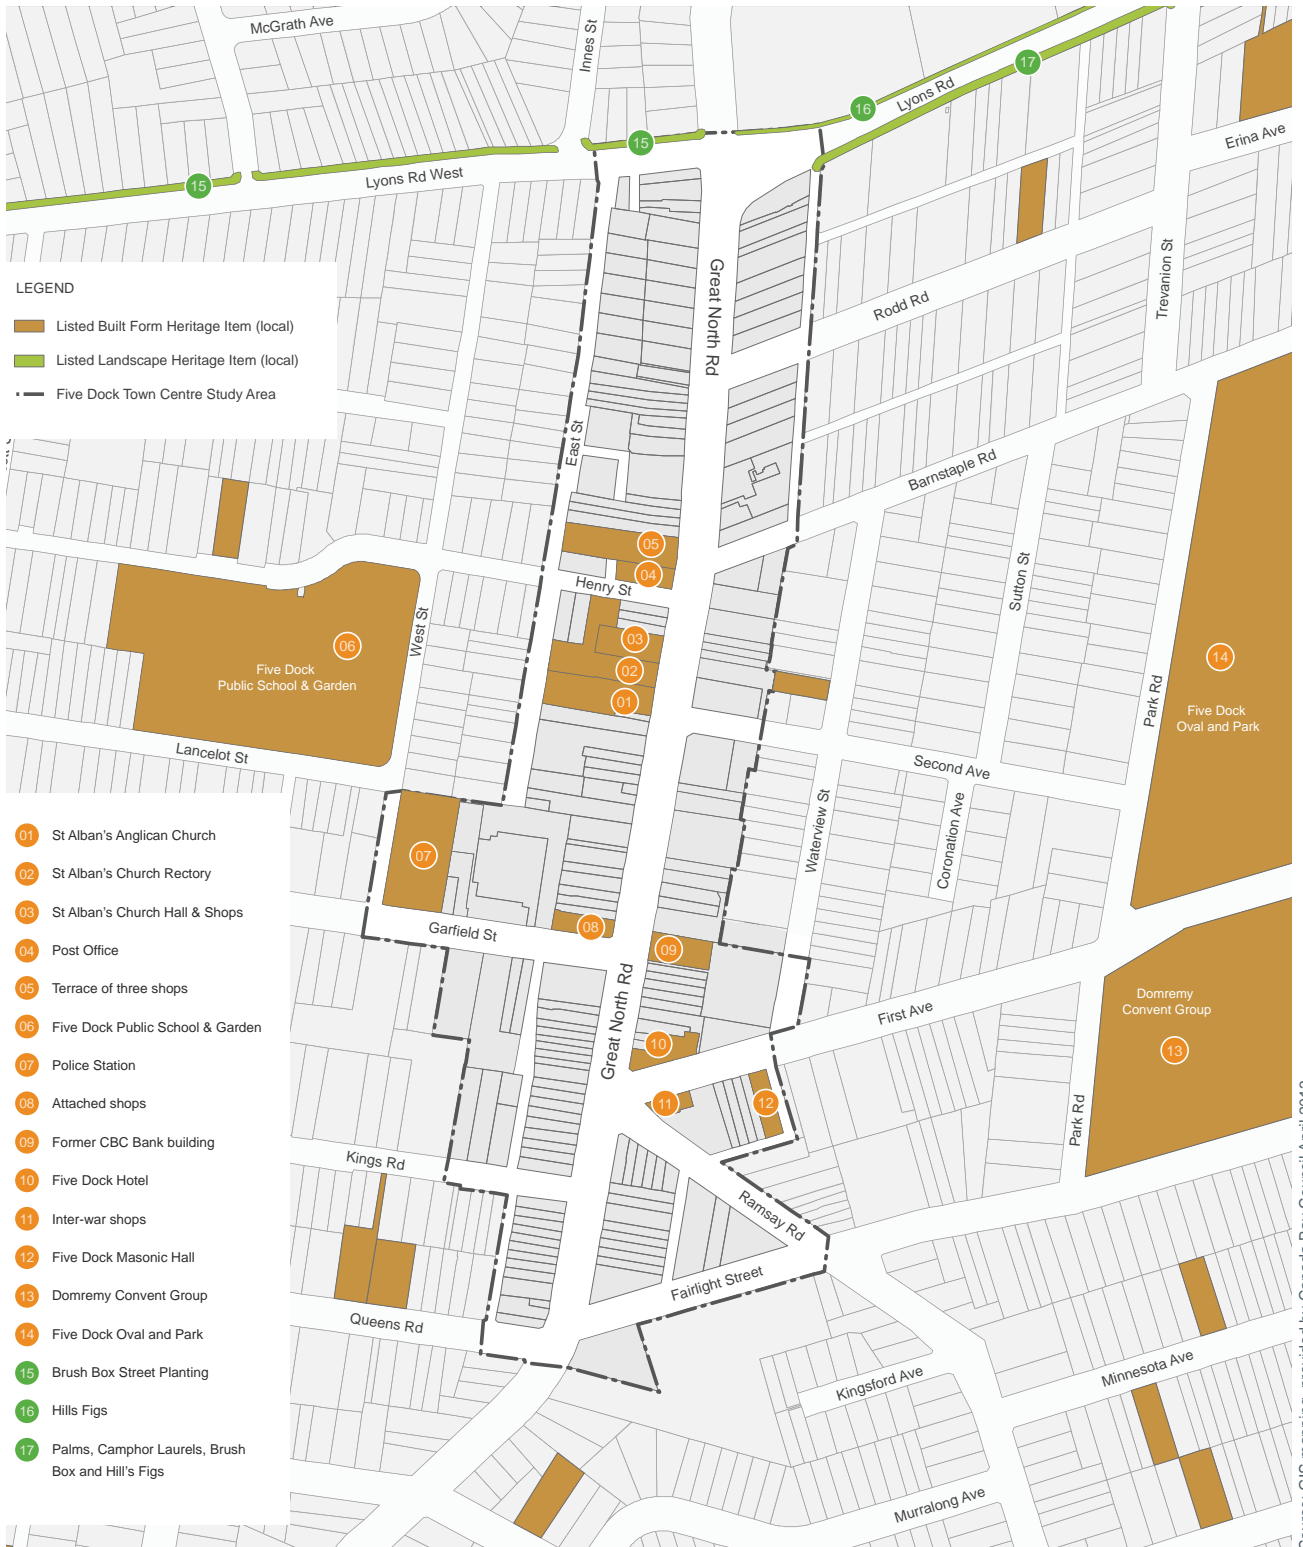 McGrath Ave
Innes St
17
16
Lyons Rd
15
Erina Ave
15
Lyons Rd West
Trevanion St
Great North Rd
Rodd Rd
LEGEND
Listed Built Form Heritage Item (local)
Listed Landscape Heritage Item (local)
Five Dock Town Centre Study Area
East St
Barnstaple Rd
05
04
Henry St
Sutton St
West St
03
06
02
01
Five Dock
Public School & Garden
14
Five Dock
Oval and Park
Park Rd
Lancelot St
Second Ave
Waterview St
Coronation Ave
07
08
Garfield St
09
Great North Rd
First Ave
Domremy
Convent Group
13
10
11
12
Park Rd
Kings Rd
Ramsay Rd
Fairlight Street
Queens Rd
Kingsford Ave
Minnesota Ave
Murralong Ave
01 St Alban's Anglican Church
02 St Alban's Church Rectory
03 St Alban's Church Hall & Shops
04 Post Office
05 Terrace of three shops
06 Five Dock Public School & Garden
07 Police Station
08 Attached shops
09 Former CBC Bank building
10 Five Dock Hotel
11 Inter-war shops
12 Five Dock Masonic Hall
13 Domremy Convent Group
14 Five Dock Oval and Park
15 Brush Box Street Planting
16 Hills Figs
17 Palms, Camphor Laurels, Brush
Box and Hill's Figs